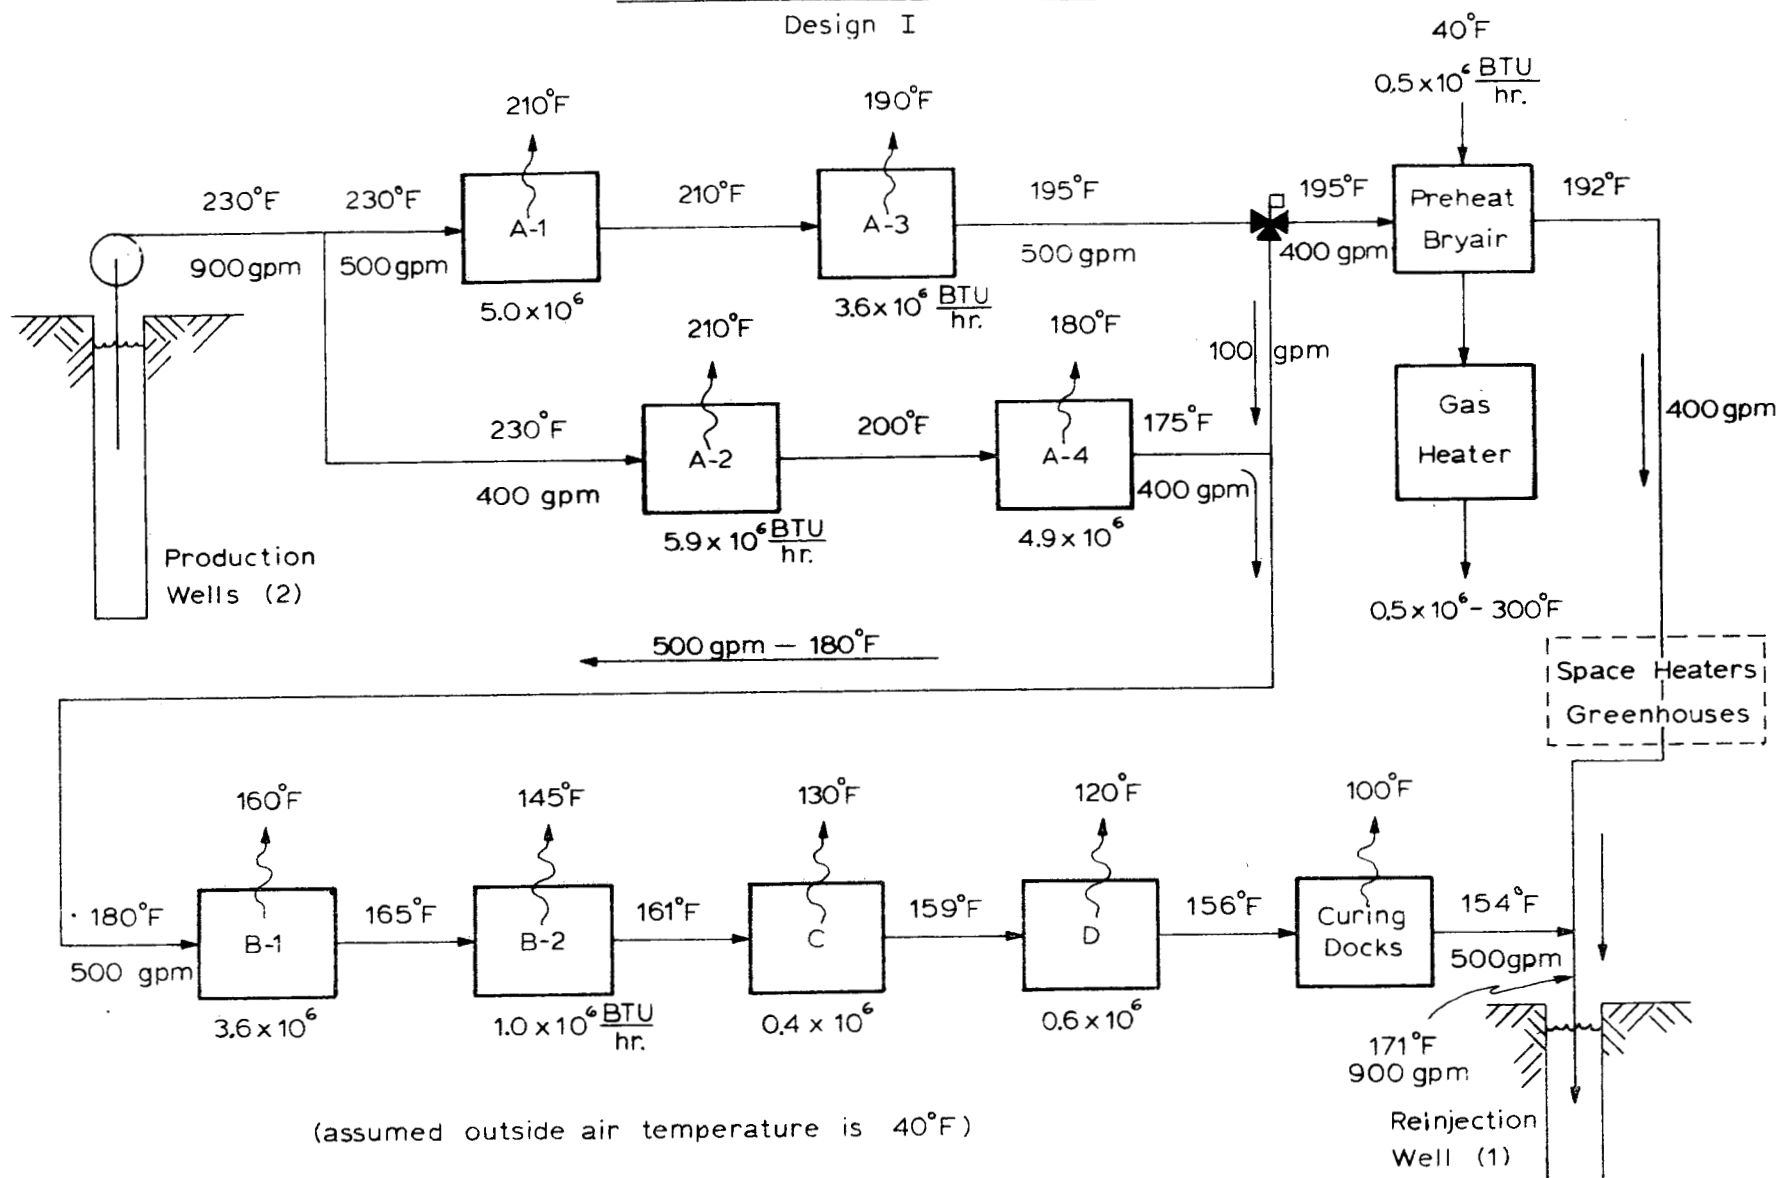 Design I
40°F
0.5 x 10⁶ BTU/hr.
210°F
190°F
230°F
230°F
A-1
210°F
A-3
195°F
195°F
Preheat
Bryair
192°F
900 gpm
500 gpm
500 gpm
400 gpm
5.0 x 10⁶
3.6 x 10⁶ BTU/hr.
210°F
180°F
100 gpm
230°F
A-2
200°F
A-4
175°F
Gas
Heater
400 gpm
400 gpm
400 gpm
5.9 x 10⁶ BTU/hr.
4.9 x 10⁶
Production
Wells (2)
0.5 x 10⁶ - 300°F
500 gpm — 180°F
Space Heaters
Greenhouses
160°F
145°F
130°F
120°F
100°F
180°F
B-1
165°F
B-2
161°F
C
159°F
D
156°F
Curing
Docks
154°F
500 gpm
500gpm
3.6 x 10⁶
1.0 x 10⁶ BTU/hr.
0.4 x 10⁶
0.6 x 10⁶
171°F
900 gpm
(assumed outside air temperature is 40°F)
Reinjection
Well (1)